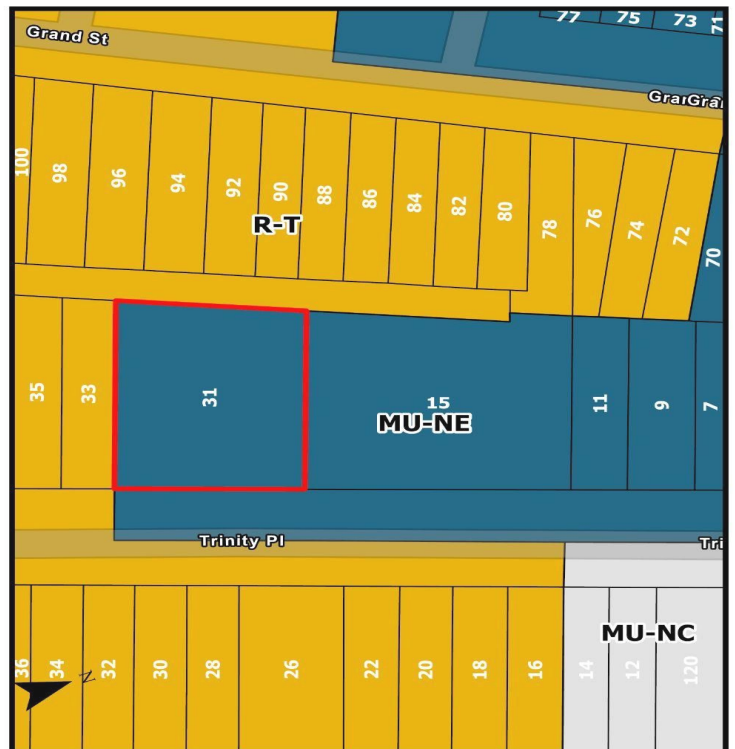 77 75 73 71
Grand St
100 98 96 94 92 90 88 86 84 82 80 78 76 74 72 70
R-T
35 33 31 15 11 9 7
MU-NE
Trinity Pl
Tri
MU-NC
36 34 32 30 28 26 22 20 18 16 14 12 120
N